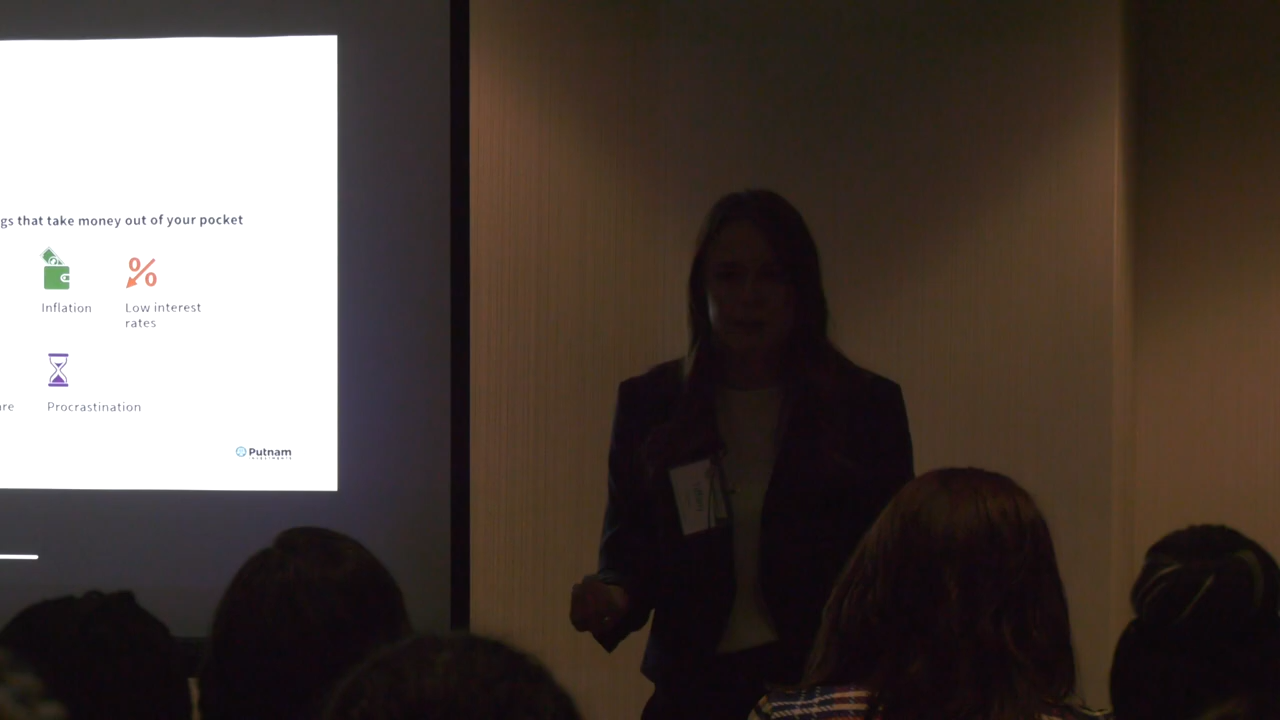 gs that take money out of your pocket
Inflation
Low interest
rates
re
Procrastination
Putnam